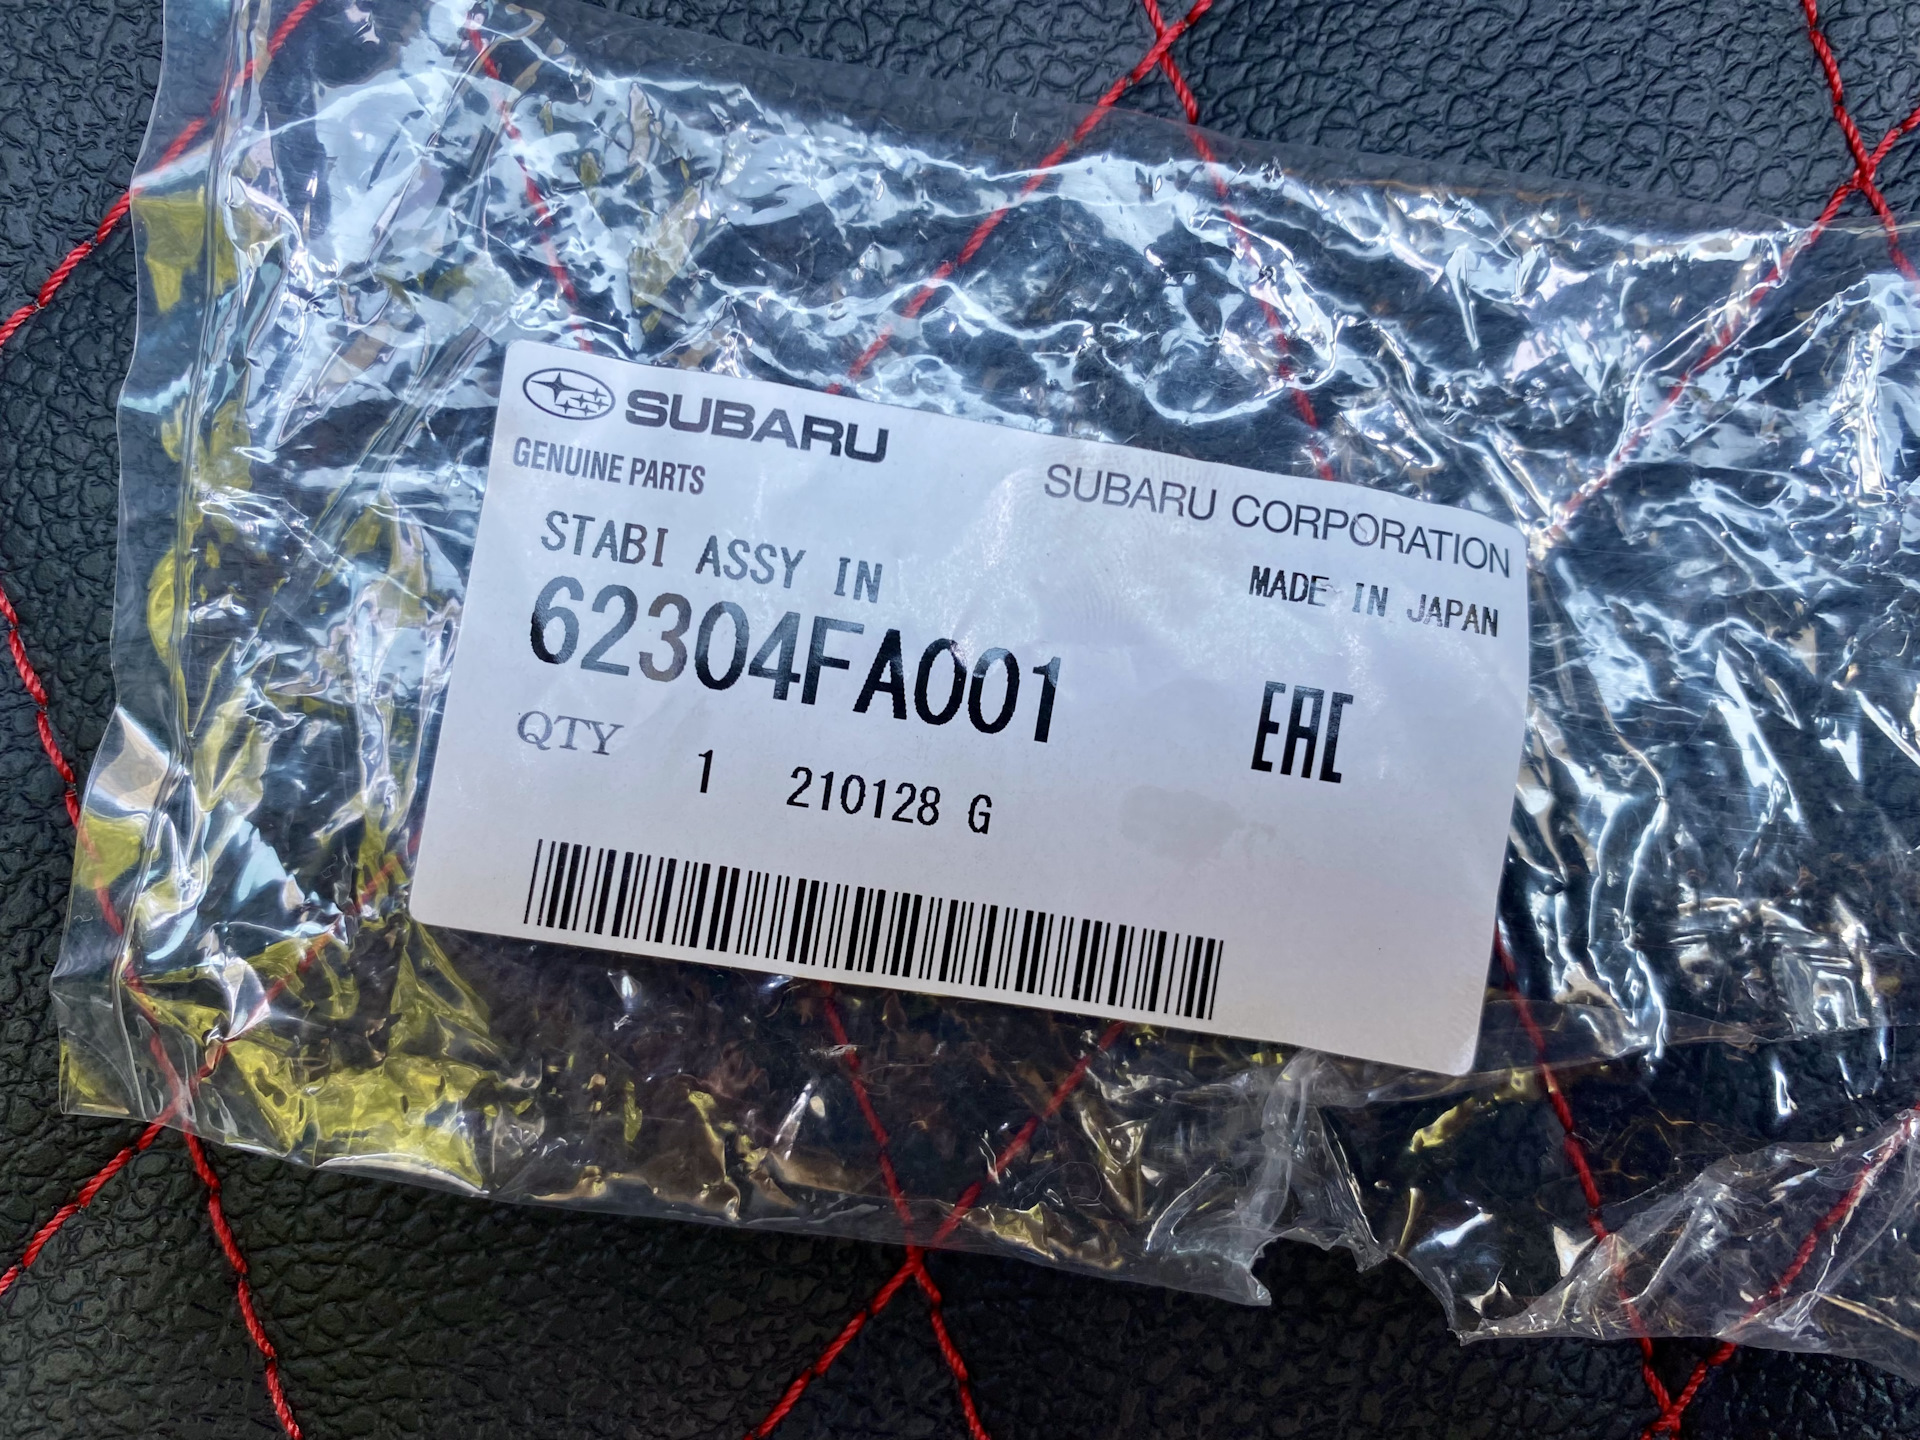 SUBARU
GENUINE PARTS
SUBARU CORPORATION
STABI ASSY IN
MADE IN JAPAN
62304FA001
EAC
QTY
1 210128 G